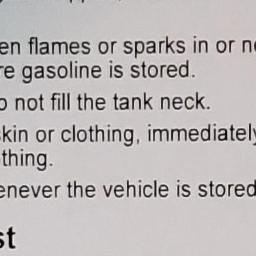 en flames or sparks in or n
re gasoline is stored.
o not fill the tank neck.
kin or clothing, immediately
thing.
enever the vehicle is stored
st